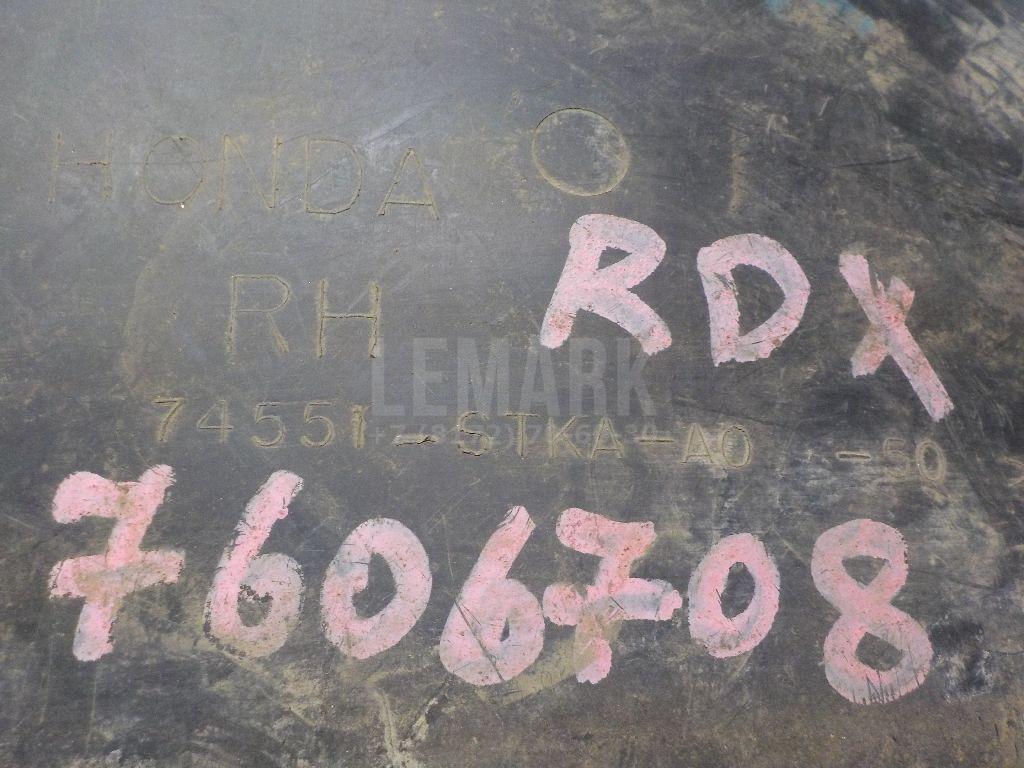 HONDA
RDX
RH
LEMARK
74551-STKA-A0 -50
7606708